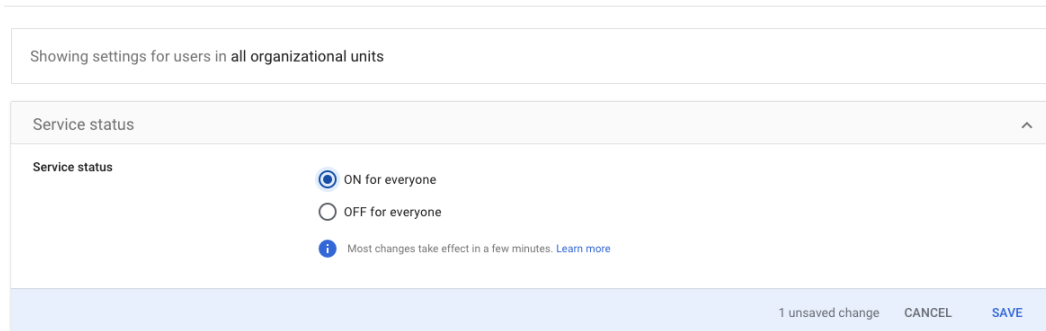 Showing settings for users in all organizational units
Service status
Service status
ON for everyone
OFF for everyone
Most changes take effect in a few minutes. Learn more
1 unsaved change CANCEL SAVE